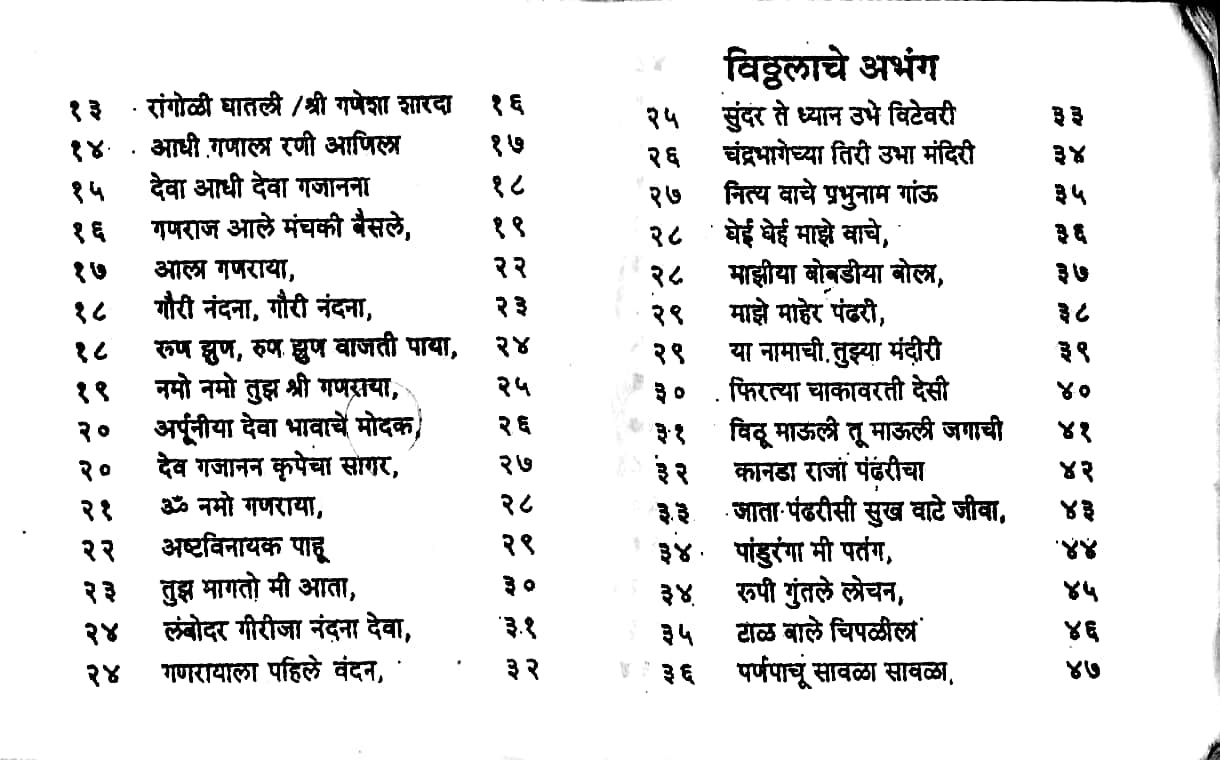 १३ रांगोळी घातली / श्री गणेशा शारदा १६
१४ आधी गणाला रणी आणिला १७
१५ देवा आधी देवा गजानना १८
१६ गणराज आले मंचकी बैसले, १९
१७ आला गणराया, २२
१८ गौरी नंदना, गौरी नंदना, २३
१८ रुण झुण, रुण झुण वाजती पाया, २४
१९ नमो नमो तुझ श्री गणराया, २५
२० अर्पूनीया देवा भावाचे मोदक, २६
२० देव गजानन कृपेचा सागर, २७
२१ ॐ नमो गणराया, २८
२२ अष्टविनायक पाहू २९
२३ तुझ मागतो मी आता, ३०
२४ लंबोदर गीरीजा नंदना देवा, ३१
२४ गणरायाला पहिले वंदन, ३२
विठ्ठलाचे अभंग
२५ सुंदर ते ध्यान उभे विटेवरी ३३
२६ चंद्रभागेच्या तिरी उभा मंदिरी ३४
२७ नित्य वाचे प्रभुनाम गांऊ ३५
२८ घेई घेई माझे वाचे, ३६
२८ माझीया बोबडीया बोला, ३७
२९ माझे माहेर पंढरी, ३८
२९ या नामाची तुझ्या मंदीरी ३९
३० फिरत्या चाकावरती देसी ४०
३१ विठू माऊली तू माऊली जगाची ४१
३२ कानडा राजा पंढरीचा ४२
३३ जाता पंढरीसी सुख वाटे जीवा, ४३
३४ पांडुरंगा मी पतंग, ४४
३४ रुपी गुंतले लोचन, ४५
३५ टाळ वाले चिपळीला ४६
३६ पर्णपाचू सावळा सावळा, ४७